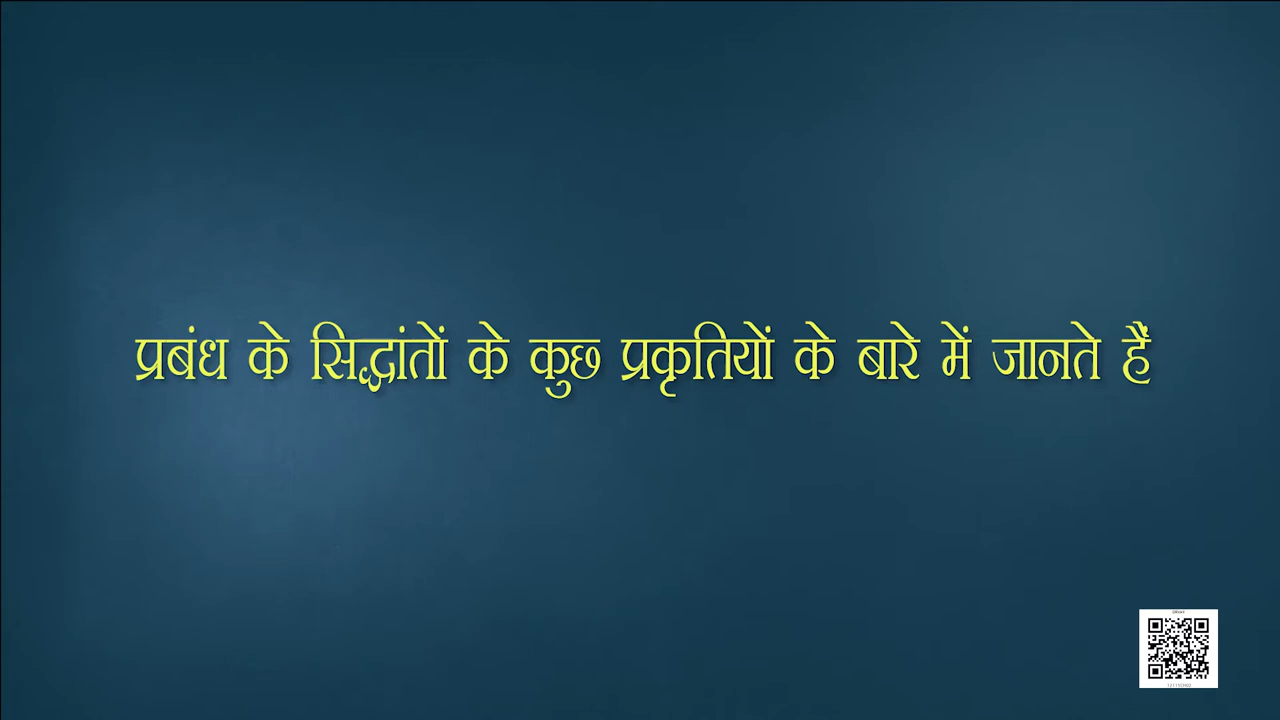 प्रबंध के सिद्धांतों के कुछ प्रकृतियों के बारे में जानते हैं